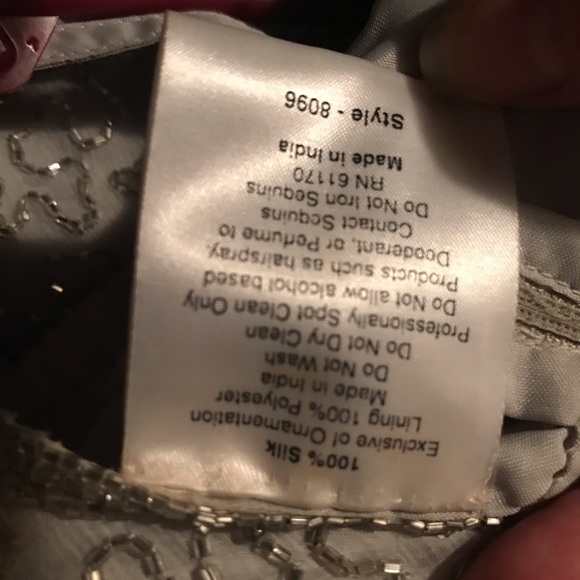 100% Silk
Exclusive of Ornamentation
Lining 100% Polyester
Made in India
Do Not Wash
Do Not Dry Clean
Professionally Spot Clean Only
Do Not allow alcohol based
Products such as hairspray,
Deoderant, or Perfume to
Contact Sequins
Do Not Iron Sequins
RN 61170
Made in India
Style - 8096